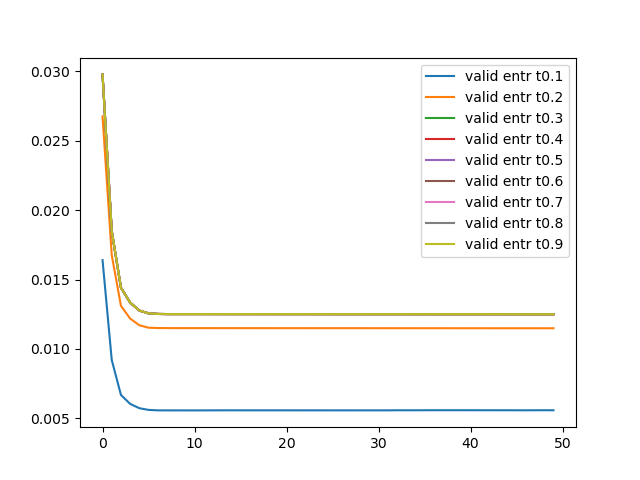 0.030
0.025
0.020
0.015
0.010
0.005
0 10 20 30 40 50
valid entr t0.1
valid entr t0.2
valid entr t0.3
valid entr t0.4
valid entr t0.5
valid entr t0.6
valid entr t0.7
valid entr t0.8
valid entr t0.9